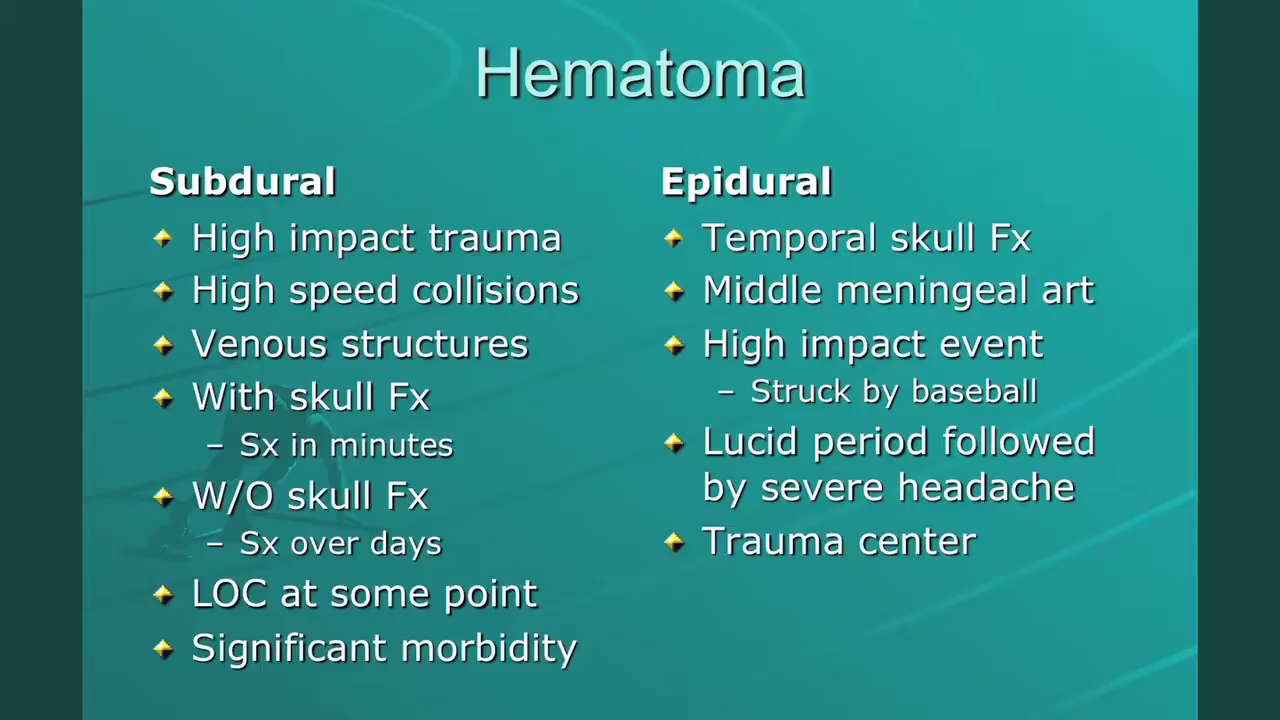 Hematoma
Subdural
High impact trauma
High speed collisions
Venous structures
With skull Fx
– Sx in minutes
W/O skull Fx
– Sx over days
LOC at some point
Significant morbidity
Epidural
Temporal skull Fx
Middle meningeal art
High impact event
– Struck by baseball
Lucid period followed
by severe headache
Trauma center